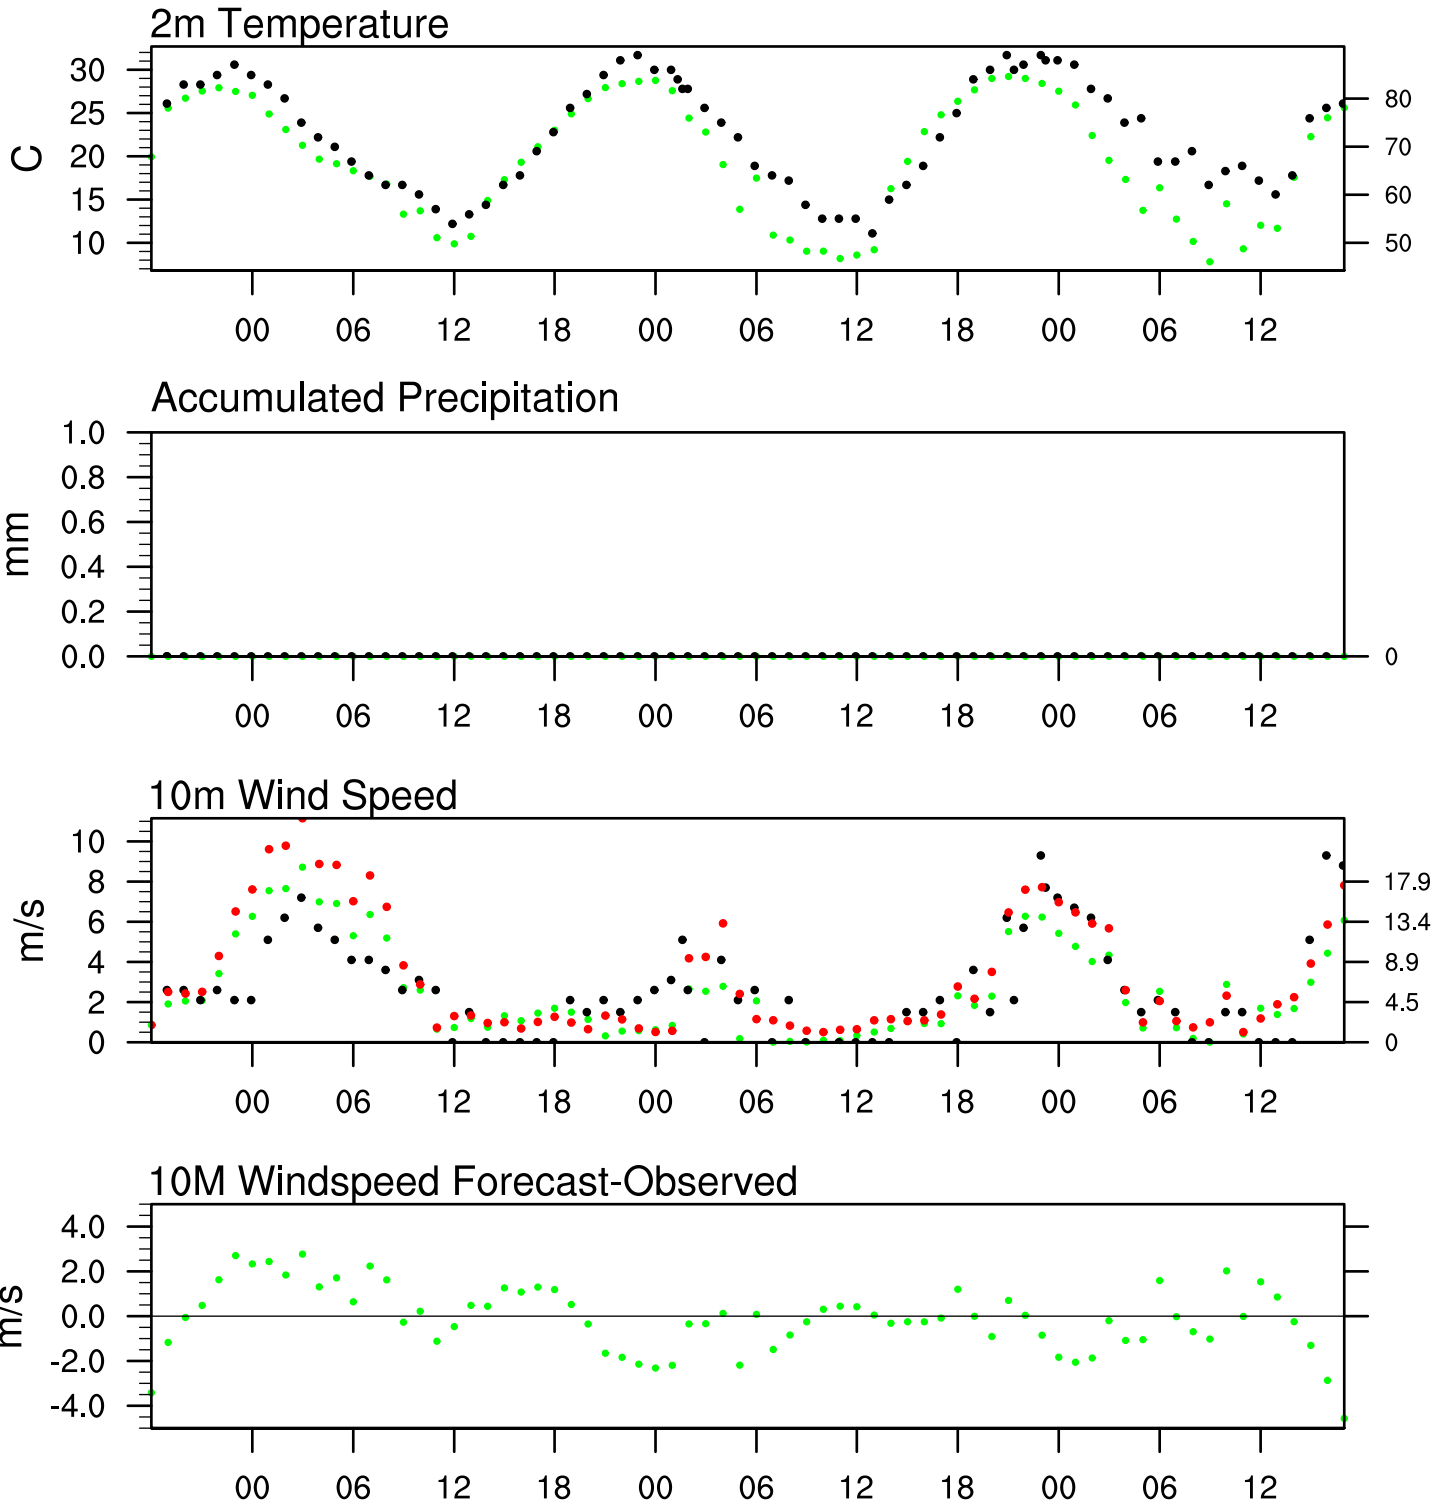 2m Temperature
C
30
25
20
15
10
80
70
60
50
00 06 12 18 00 06 12 18 00 06 12
Accumulated Precipitation
mm
1.0
0.8
0.6
0.4
0.2
0.0
0
00 06 12 18 00 06 12 18 00 06 12
10m Wind Speed
m/s
10
8
6
4
2
0
17.9
13.4
8.9
4.5
0
00 06 12 18 00 06 12 18 00 06 12
10M Windspeed Forecast-Observed
m/s
4.0
2.0
0.0
-2.0
-4.0
00 06 12 18 00 06 12 18 00 06 12